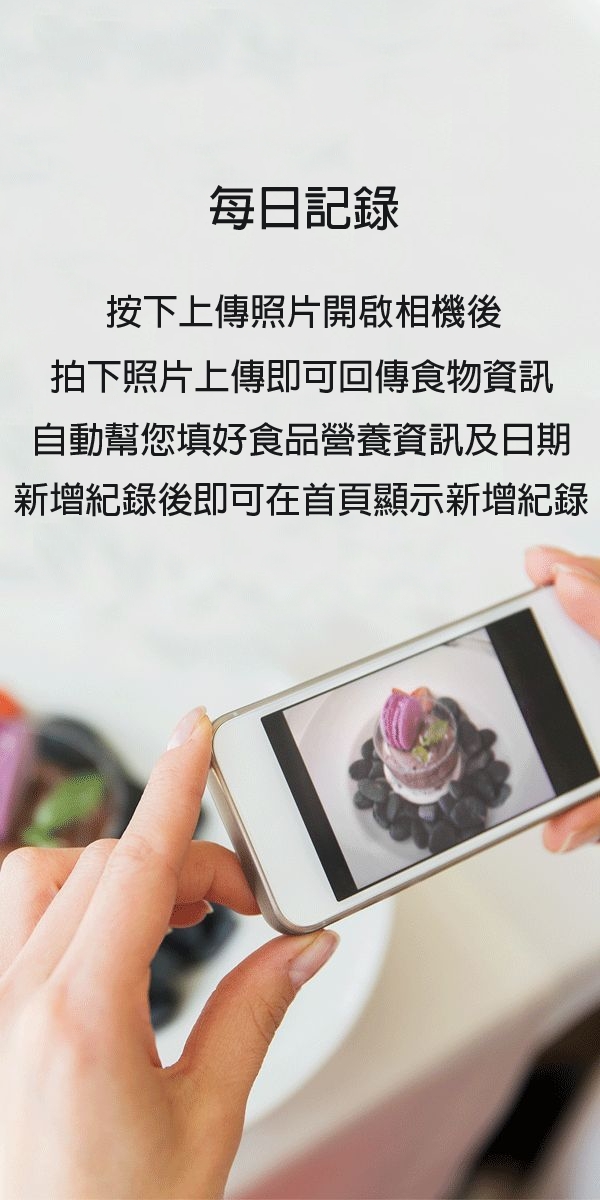 每日記錄
按下上傳照片開啟相機後
拍下照片上傳即可回傳食物資訊
自動幫您填好食品營養資訊及日期
新增紀錄後即可在首頁顯示新增紀錄